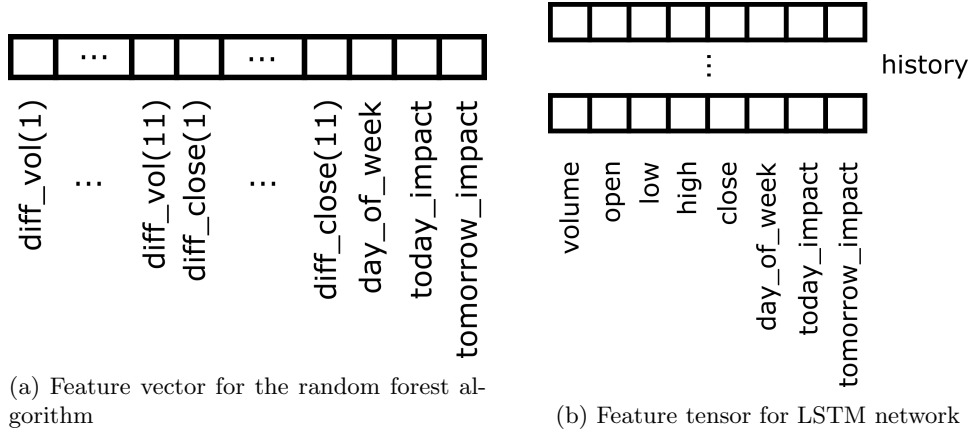 ...
...
diff_vol(1)
...
diff_vol(11)
diff_close(1)
...
diff_close(11)
day_of_week
today_impact
tomorrow_impact
(a) Feature vector for the random forest al-
gorithm
⋮
history
volume
open
low
high
close
day_of_week
today_impact
tomorrow_impact
(b) Feature tensor for LSTM network